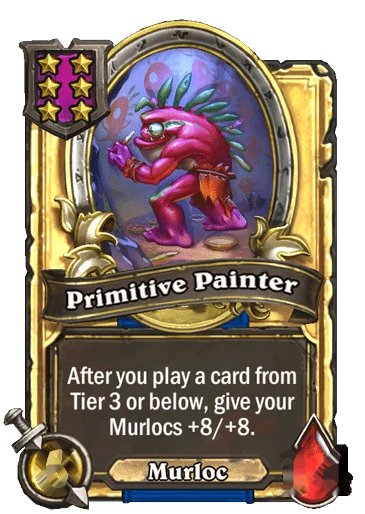 Primitive Painter
After you play a card from
Tier 3 or below, give your
Murlocs +8/+8.
Murloc